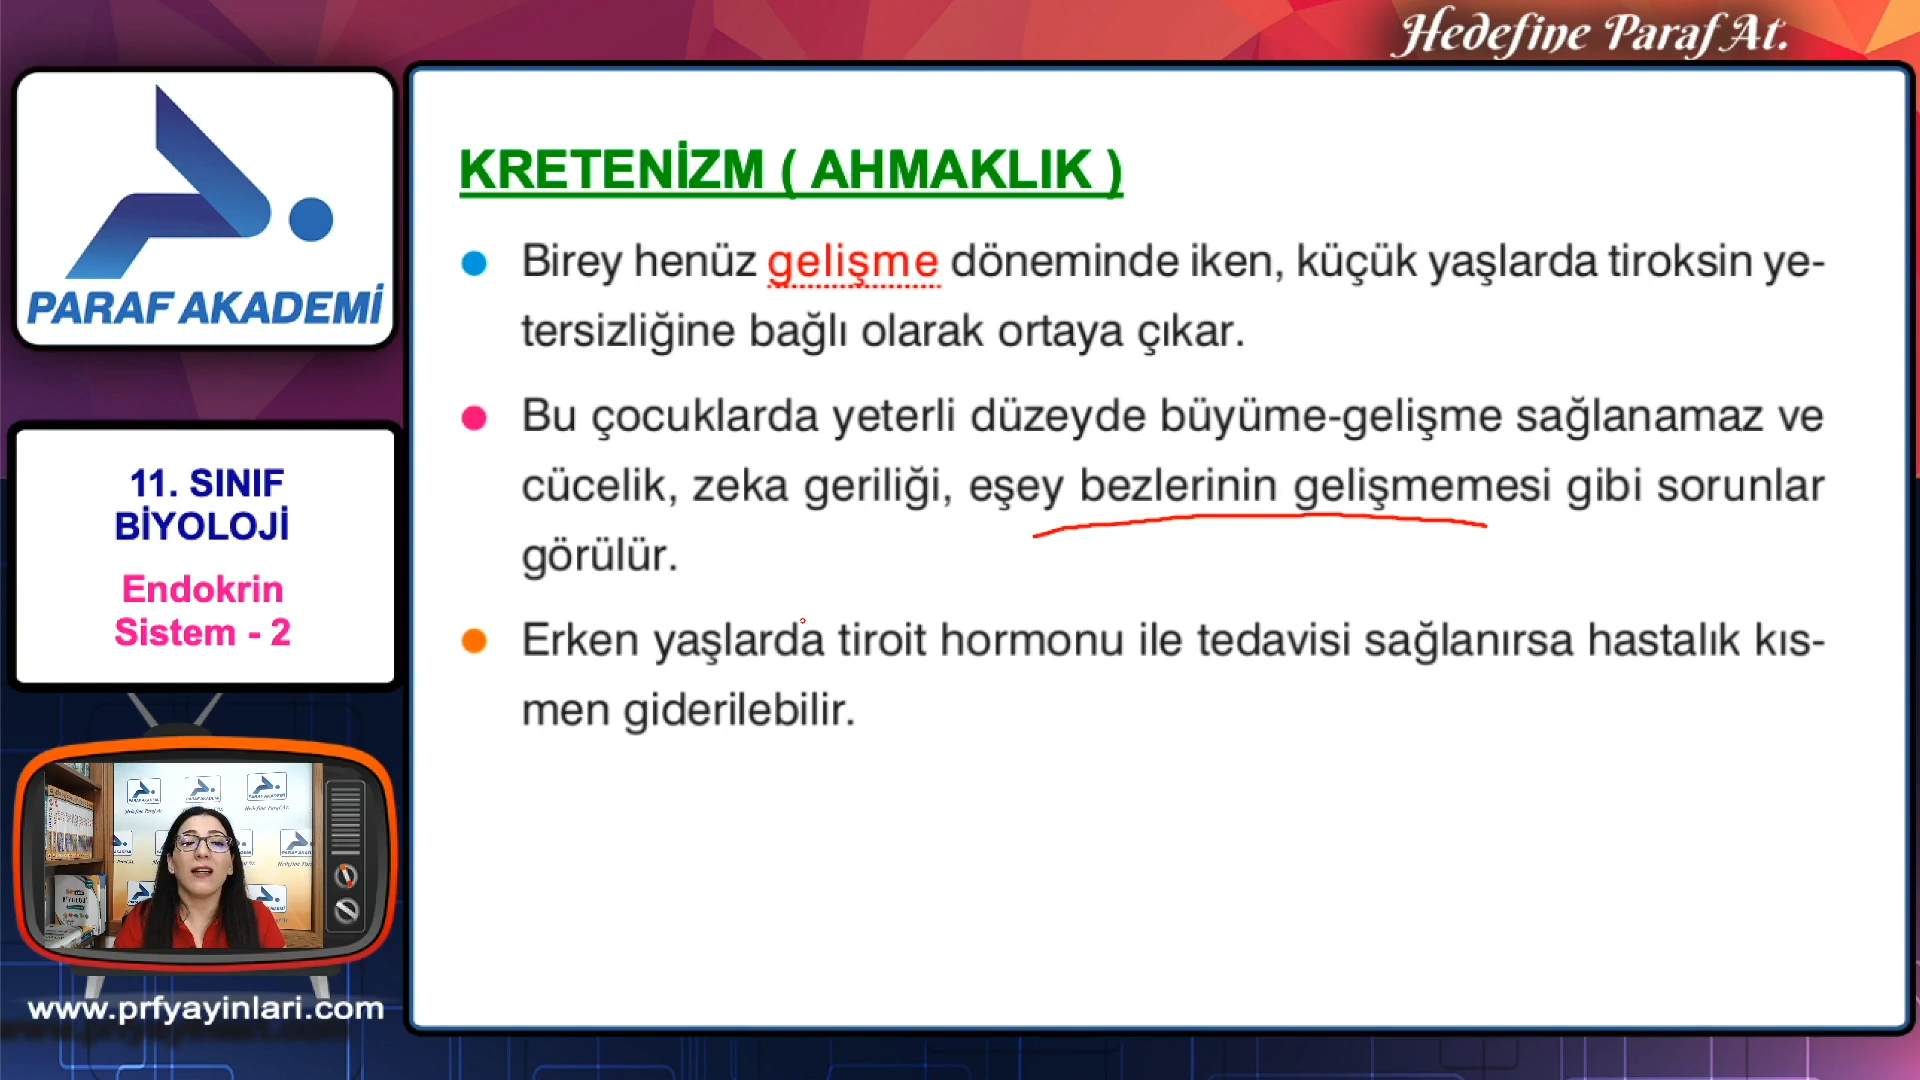 Hedefine Paraf At.
PARAF AKADEMİ
11. SINIF
BİYOLOJİ
Endokrin
Sistem - 2
www.prfyayinlari.com
KRETENİZM ( AHMAKLIK )
Birey henüz gelişme döneminde iken, küçük yaşlarda tiroksin ye-
tersizliğine bağlı olarak ortaya çıkar.
Bu çocuklarda yeterli düzeyde büyüme-gelişme sağlanamaz ve
cücelik, zeka geriliği, eşey bezlerinin gelişmemesi gibi sorunlar
görülür.
Erken yaşlarda tiroit hormonu ile tedavisi sağlanırsa hastalık kıs-
men giderilebilir.